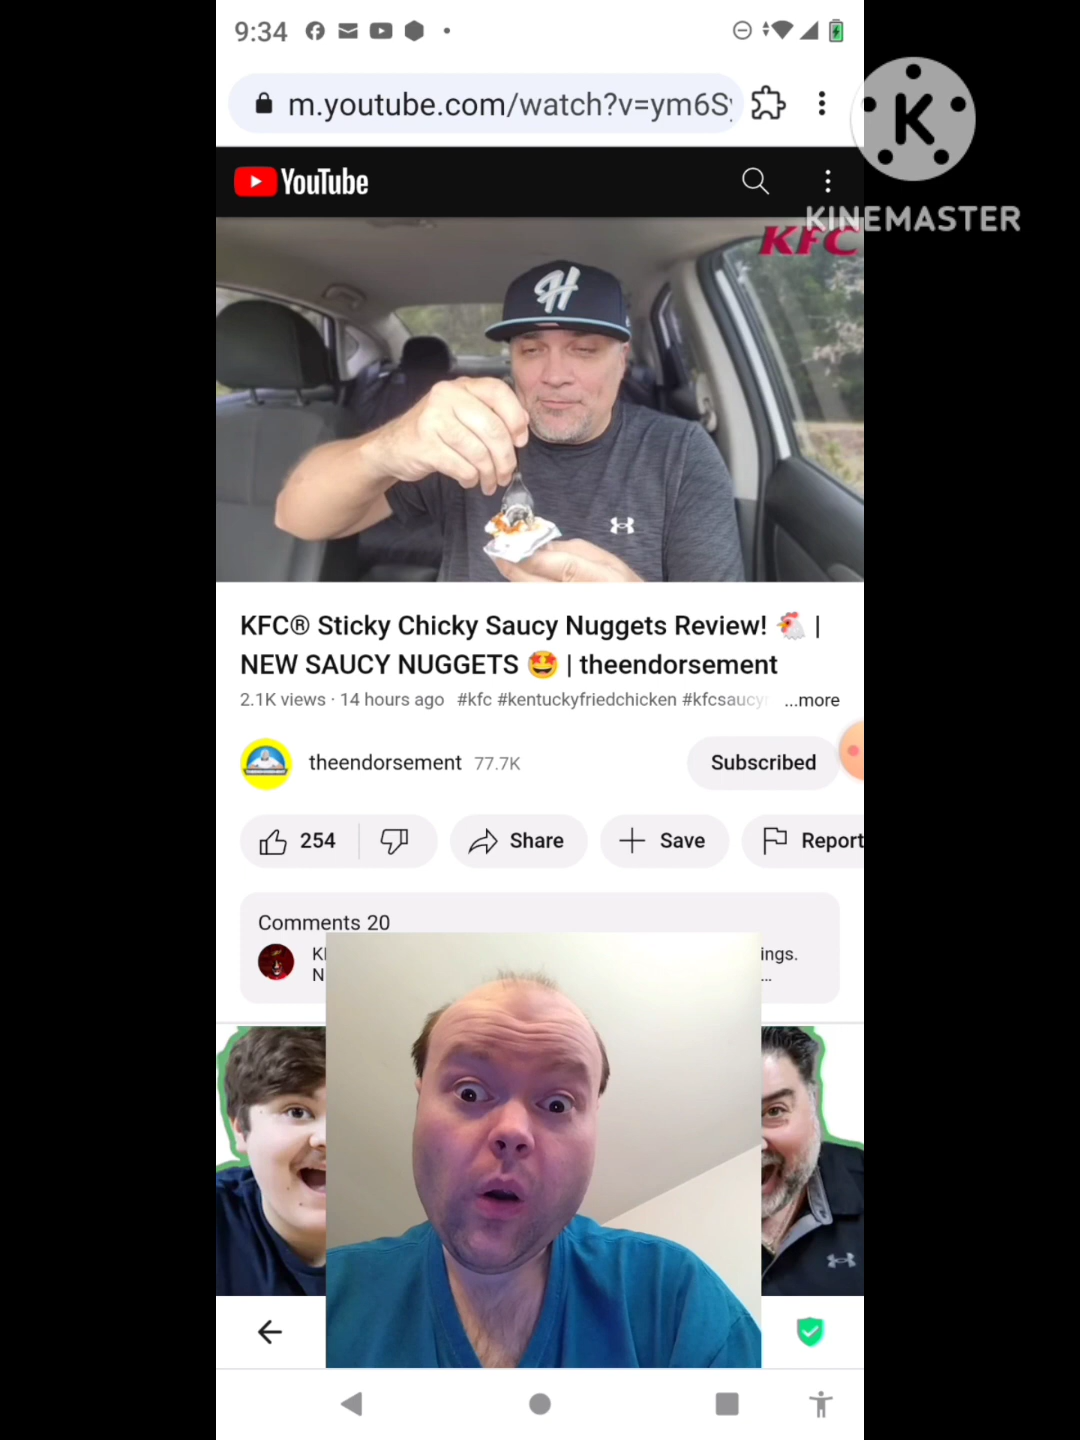 9:34
m.youtube.com/watch?v=ym6S
K
KINEMASTER
YouTube
KFC
H
KFC® Sticky Chicky Saucy Nuggets Review! 🐔 |
NEW SAUCY NUGGETS 🤩 | theendorsement
2.1K views · 14 hours ago #kfc #kentuckyfriedchicken #kfcsaucy ...more
theendorsement 77.7K
Subscribed
254
Share
Save
Report
Comments 20
ings.
N
...